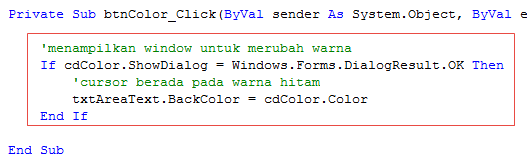 Private Sub btnColor_Click(ByVal sender As System.Object, ByVal e
'menampilkan window untuk merubah warna
If cdColor.ShowDialog = Windows.Forms.DialogResult.OK Then
'cursor berada pada warna hitam
txtAreaText.BackColor = cdColor.Color
End If
End Sub